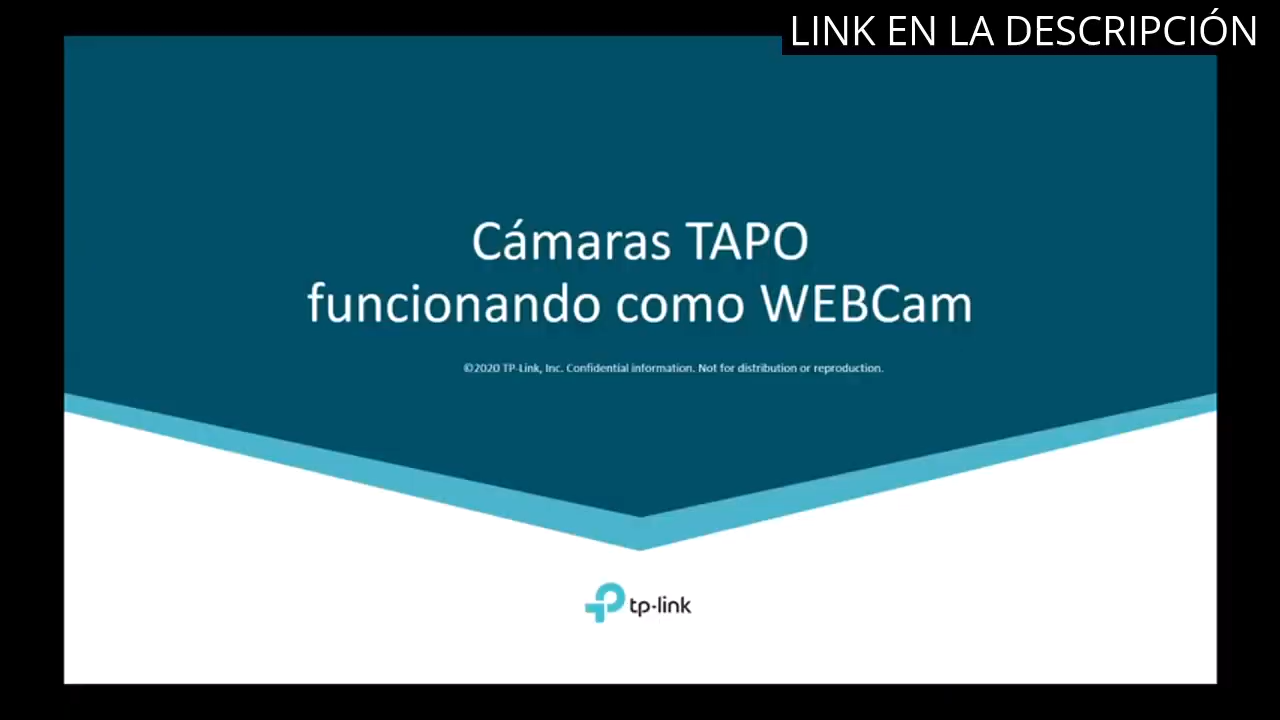 LINK EN LA DESCRIPCIÓN
Cámaras TAPO
funcionando como WEBCam
©2020 TP-Link, Inc. Confidential information. Not for distribution or reproduction.
tp-link